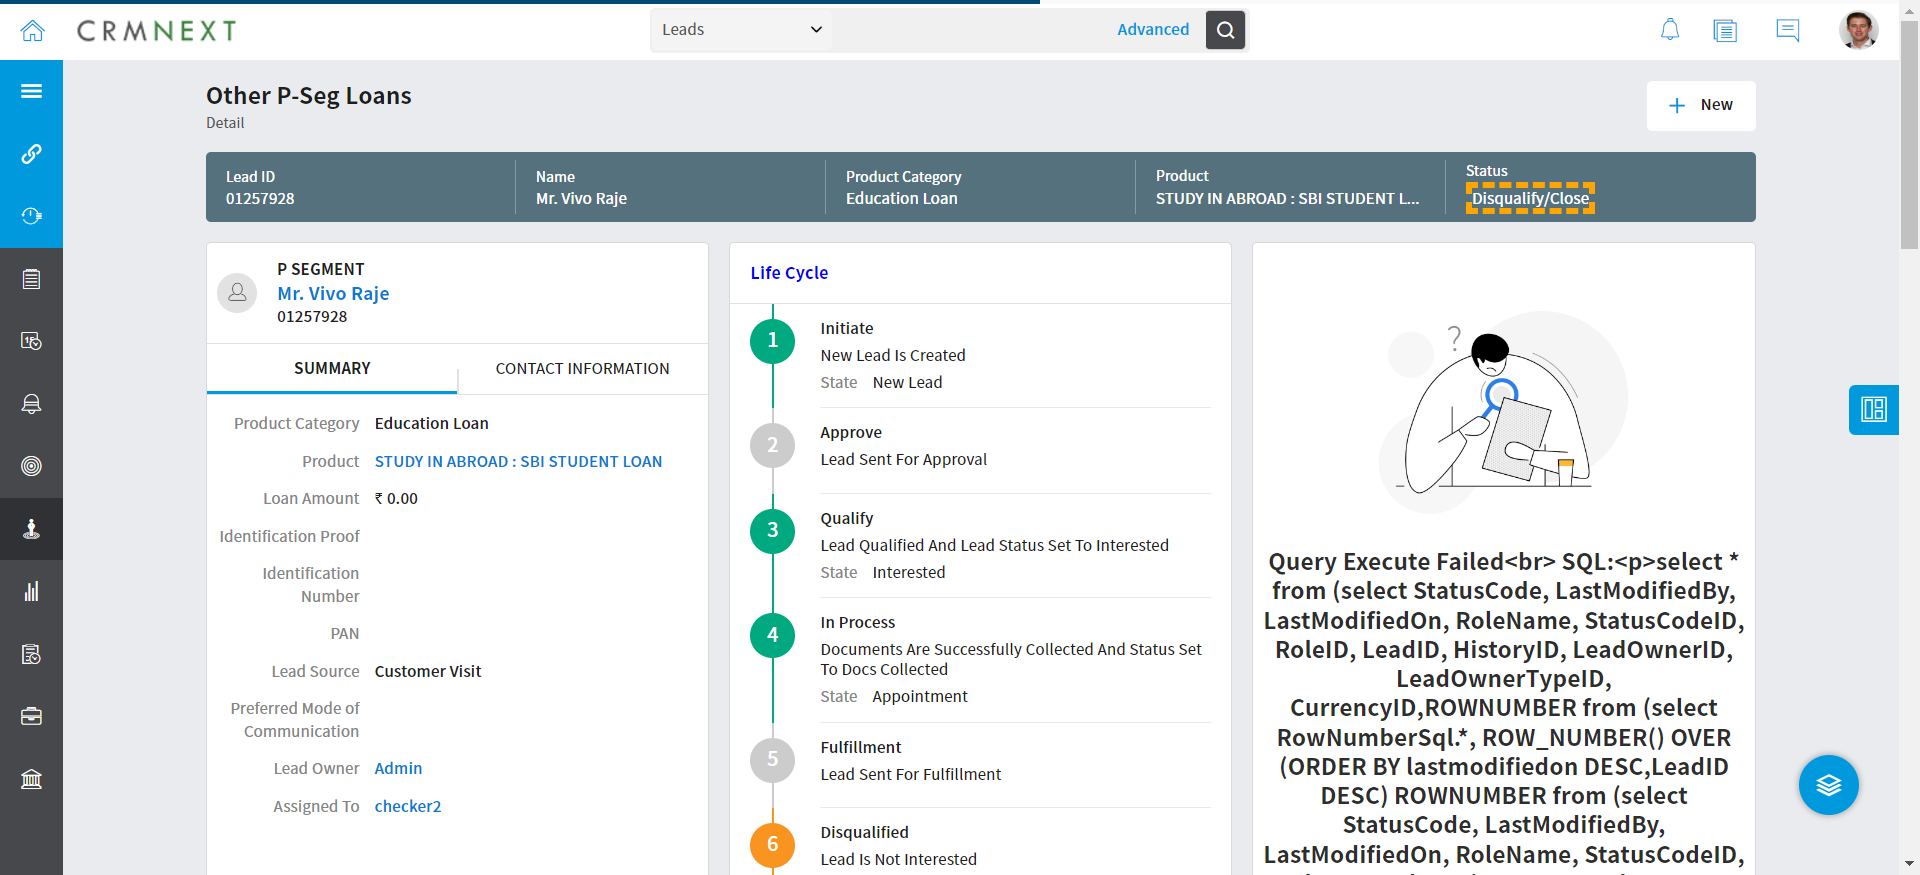 CRMNEXT
Leads
Advanced
Other P-Seg Loans
Detail
New
Lead ID
01257928
Name
Mr. Vivo Raje
Product Category
Education Loan
Product
STUDY IN ABROAD : SBI STUDENT L...
Status
Disqualify/Close
P SEGMENT
Mr. Vivo Raje
01257928
SUMMARY
CONTACT INFORMATION
Product Category Education Loan
Product STUDY IN ABROAD : SBI STUDENT LOAN
Loan Amount ₹ 0.00
Identification Proof
Identification
Number
PAN
Lead Source Customer Visit
Preferred Mode of
Communication
Lead Owner Admin
Assigned To checker2
Life Cycle
1
Initiate
New Lead Is Created
State New Lead
2
Approve
Lead Sent For Approval
3
Qualify
Lead Qualified And Lead Status Set To Interested
State Interested
4
In Process
Documents Are Successfully Collected And Status Set
To Docs Collected
State Appointment
5
Fulfillment
Lead Sent For Fulfillment
6
Disqualified
Lead Is Not Interested
?
Query Execute Failed<br> SQL:<p>select *
from (select StatusCode, LastModifiedBy,
LastModifiedOn, RoleName, StatusCodeID,
RoleID, LeadID, HistoryID, LeadOwnerID,
LeadOwnerTypeID,
CurrencyID,ROWNUMBER from (select
RowNumberSql.*, ROW_NUMBER() OVER
(ORDER BY lastmodifiedon DESC,LeadID
DESC) ROWNUMBER from (select
StatusCode, LastModifiedBy,
LastModifiedOn, RoleName, StatusCodeID,